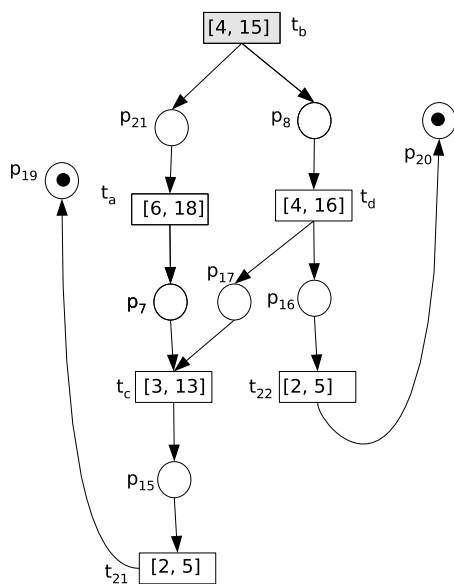 [4, 15] t_b
p_21 p_8
p_19 p_20
t_a [6, 18] [4, 16] t_d
p_17
p_7 p_16
t_c [3, 13] t_22 [2, 5]
p_15
t_21 [2, 5]